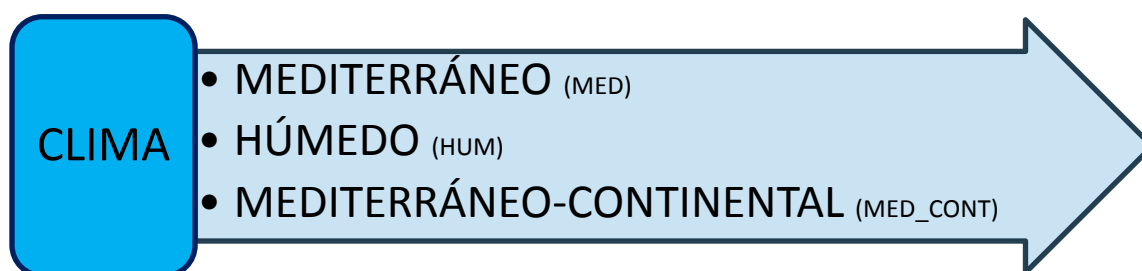 CLIMA
• MEDITERRÁNEO (MED)
• HÚMEDO (HUM)
• MEDITERRÁNEO-CONTINENTAL (MED_CONT)